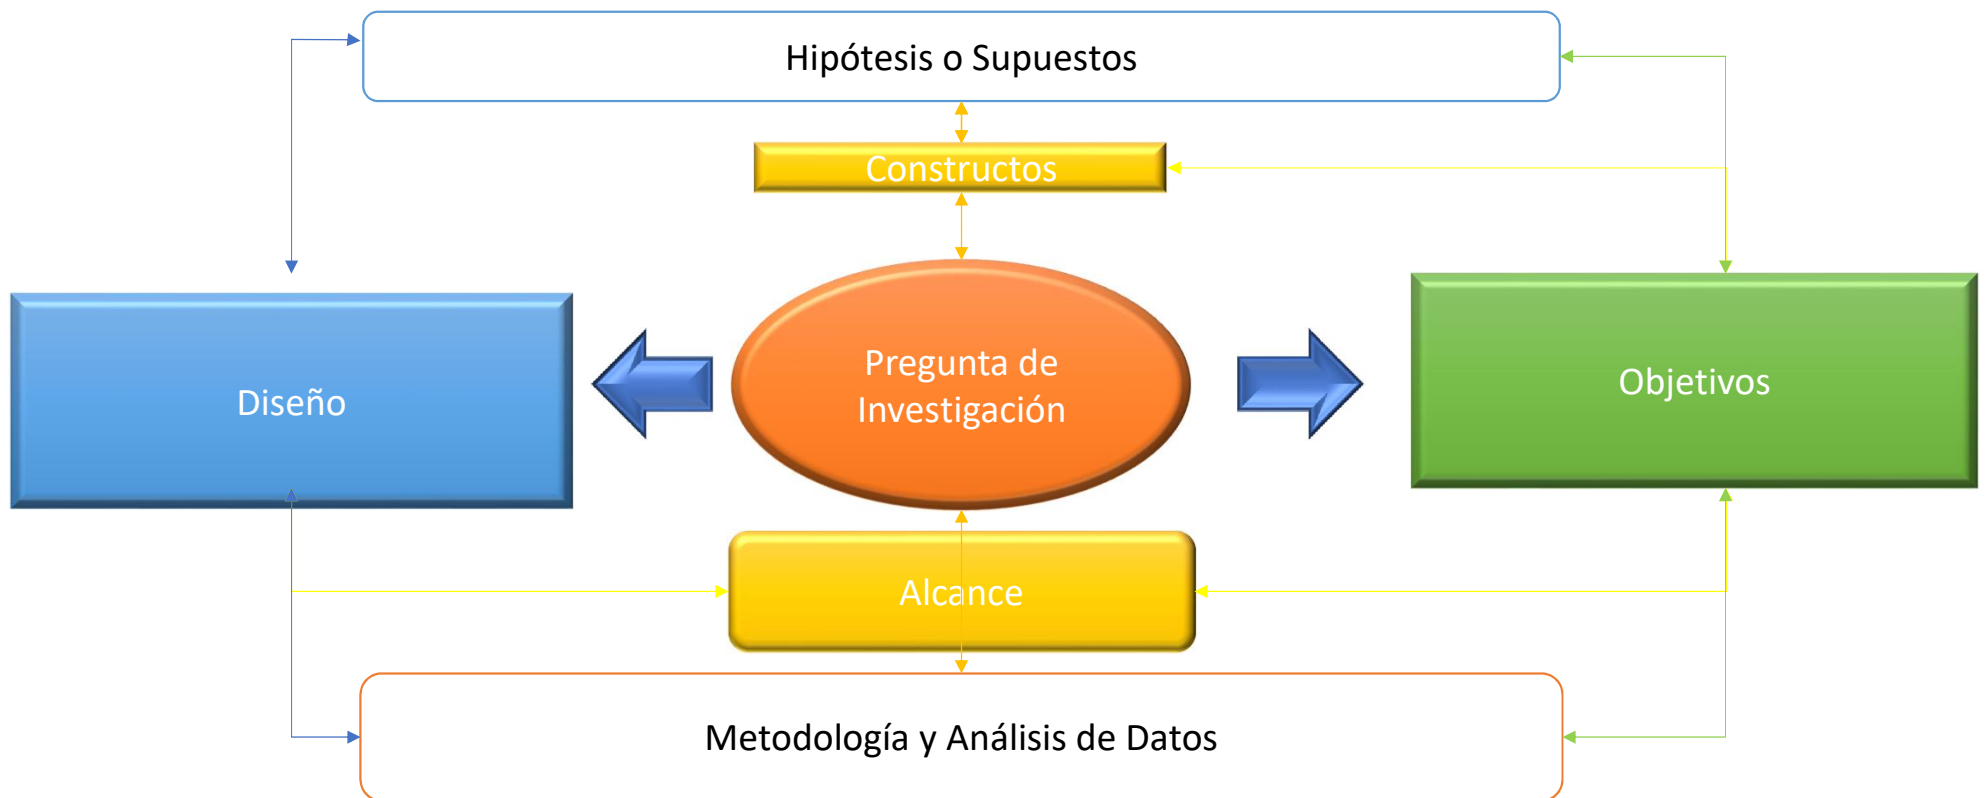 Hipótesis o Supuestos
Constructos
Diseño
Pregunta de
Investigación
Objetivos
Alcance
Metodología y Análisis de Datos